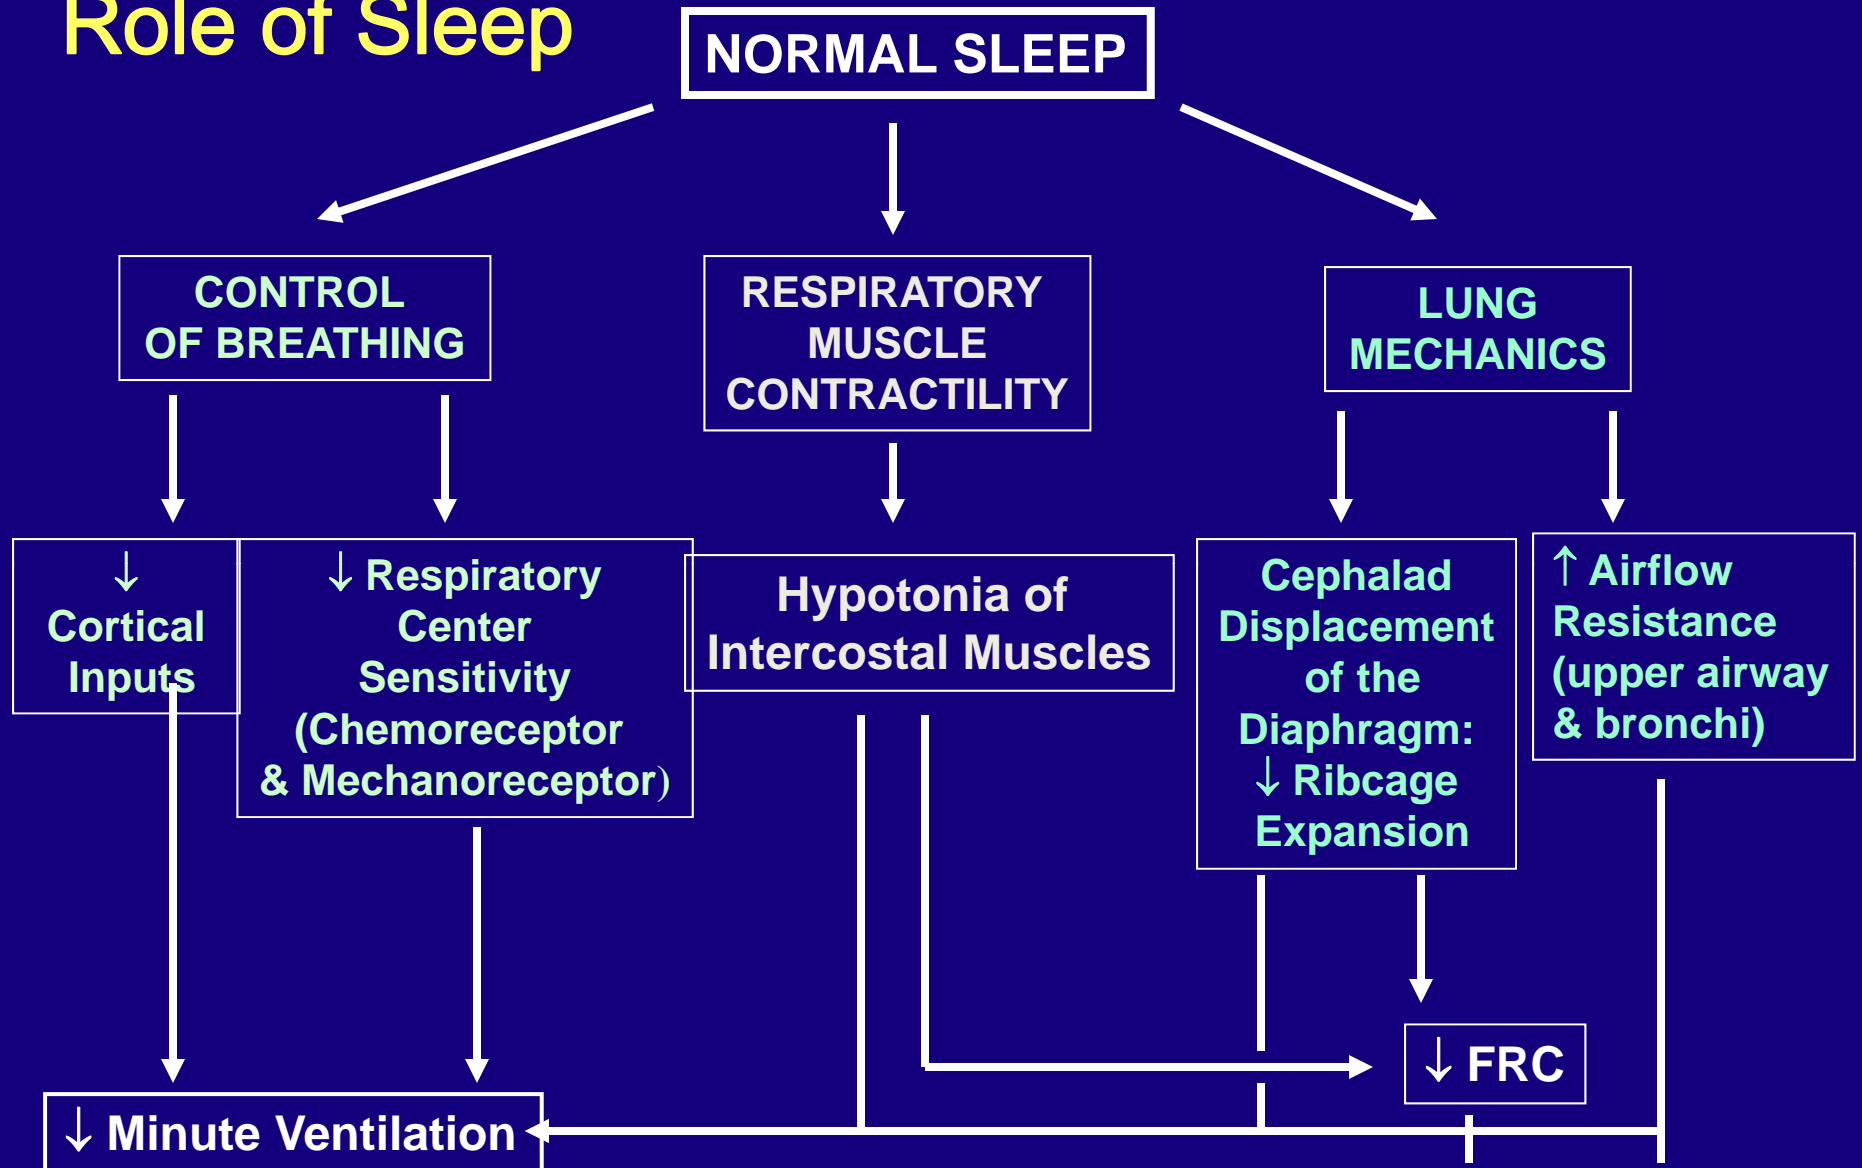 Role of Sleep
NORMAL SLEEP
CONTROL
OF BREATHING
RESPIRATORY
MUSCLE
CONTRACTILITY
LUNG
MECHANICS
↓
Cortical
Inputs
↓ Respiratory
Center
Sensitivity
(Chemoreceptor
& Mechanoreceptor)
Hypotonia of
Intercostal Muscles
Cephalad
Displacement
of the
Diaphragm:
↓ Ribcage
Expansion
↑ Airflow
Resistance
(upper airway
& bronchi)
↓ FRC
↓ Minute Ventilation